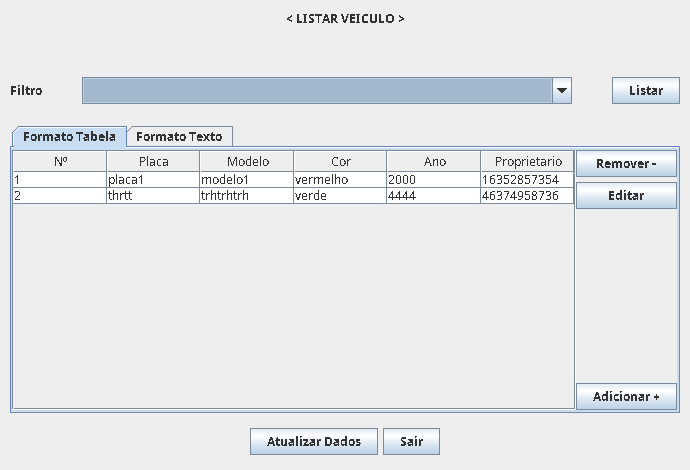 < LISTAR VEICULO >
Filtro Listar
Formato Tabela Formato Texto
Nº Placa Modelo Cor Ano Proprietario Remover -
1 placa1 modelo1 vermelho 2000 16352857354
2 thrtt trhtrhtrh verde 4444 46374958736 Editar
Adicionar +
Atualizar Dados Sair